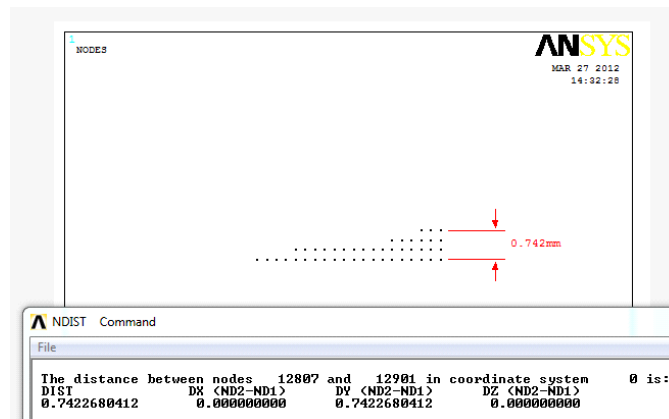 1
NODES
ANSYS
MAR 27 2012
14:32:28
0.742mm
NDIST Command
File
The distance between nodes 12807 and 12901 in coordinate system 0 is:
DIST DX (ND2-ND1) DY (ND2-ND1) DZ (ND2-ND1)
0.7422680412 0.000000000 0.7422680412 0.000000000